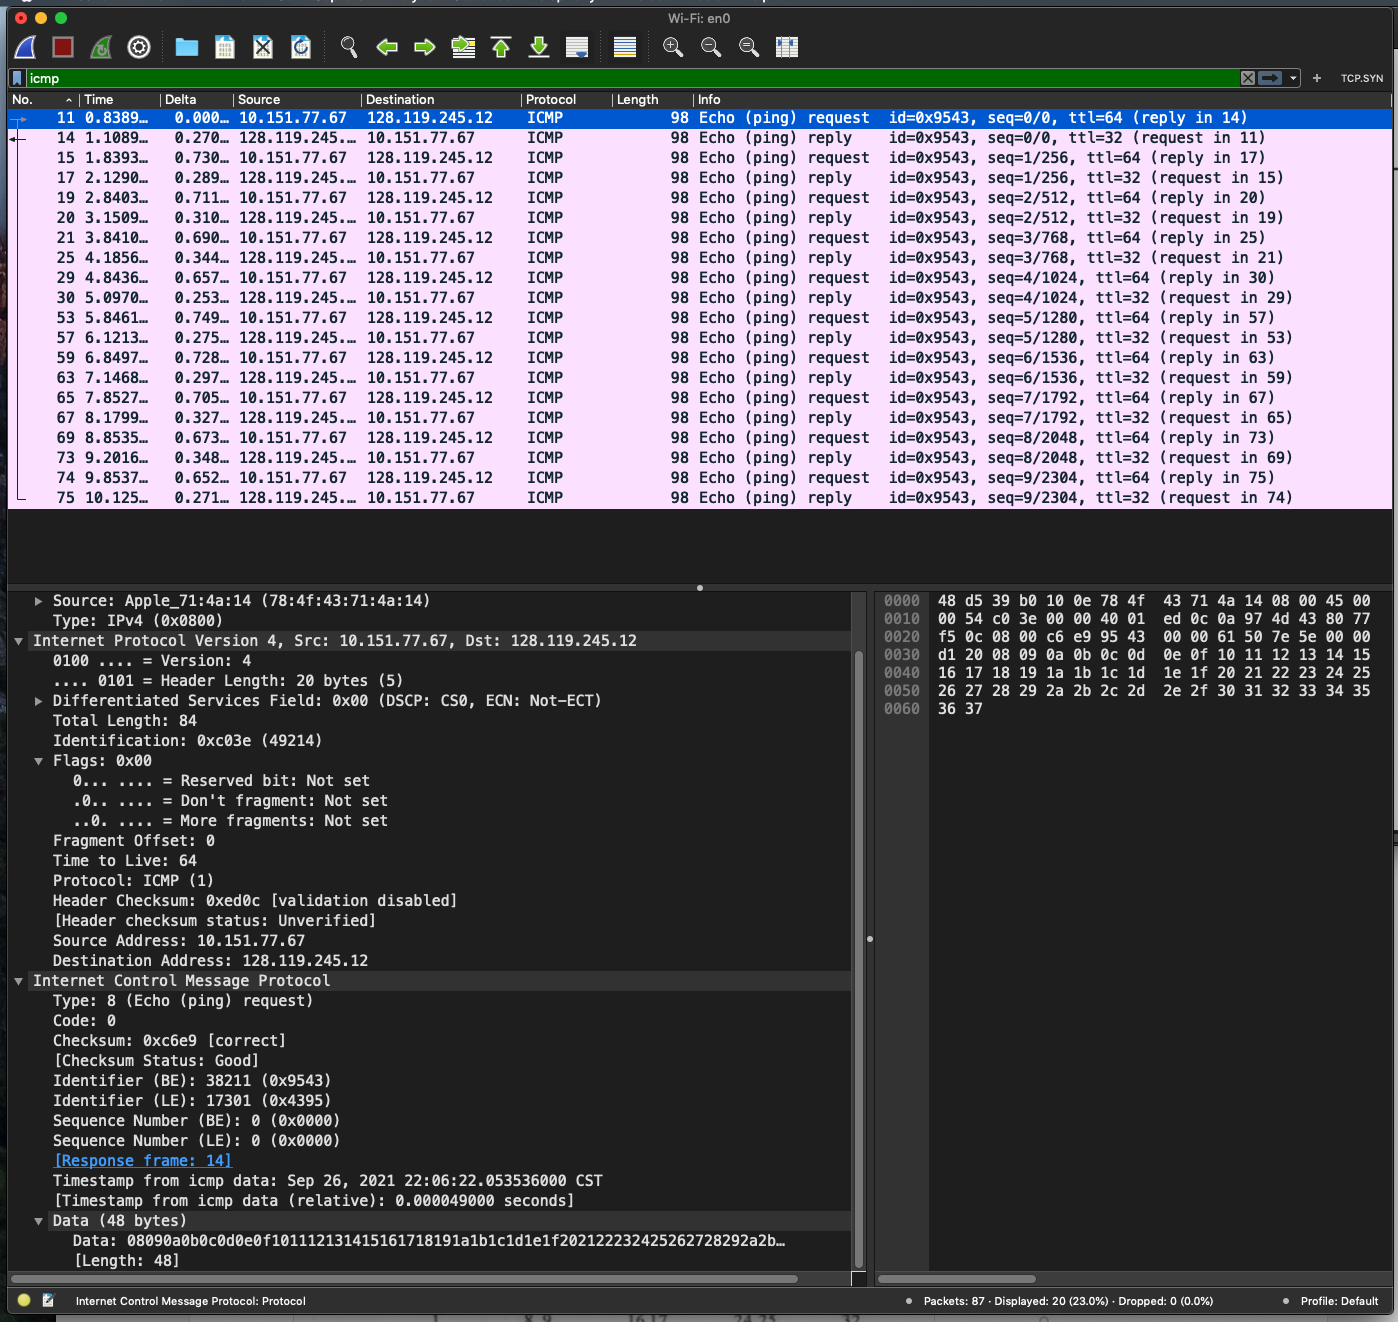 Wi-Fi: en0
icmp
TCP.SYN
No. Time Delta Source Destination Protocol Length Info
11 0.8389… 0.000… 10.151.77.67 128.119.245.12 ICMP 98 Echo (ping) request id=0x9543, seq=0/0, ttl=64 (reply in 14)
14 1.1089… 0.270… 128.119.245.… 10.151.77.67 ICMP 98 Echo (ping) reply id=0x9543, seq=0/0, ttl=32 (request in 11)
15 1.8393… 0.730… 10.151.77.67 128.119.245.12 ICMP 98 Echo (ping) request id=0x9543, seq=1/256, ttl=64 (reply in 17)
17 2.1290… 0.289… 128.119.245.… 10.151.77.67 ICMP 98 Echo (ping) reply id=0x9543, seq=1/256, ttl=32 (request in 15)
19 2.8403… 0.711… 10.151.77.67 128.119.245.12 ICMP 98 Echo (ping) request id=0x9543, seq=2/512, ttl=64 (reply in 20)
20 3.1509… 0.310… 128.119.245.… 10.151.77.67 ICMP 98 Echo (ping) reply id=0x9543, seq=2/512, ttl=32 (request in 19)
21 3.8410… 0.690… 10.151.77.67 128.119.245.12 ICMP 98 Echo (ping) request id=0x9543, seq=3/768, ttl=64 (reply in 25)
25 4.1856… 0.344… 128.119.245.… 10.151.77.67 ICMP 98 Echo (ping) reply id=0x9543, seq=3/768, ttl=32 (request in 21)
29 4.8436… 0.657… 10.151.77.67 128.119.245.12 ICMP 98 Echo (ping) request id=0x9543, seq=4/1024, ttl=64 (reply in 30)
30 5.0970… 0.253… 128.119.245.… 10.151.77.67 ICMP 98 Echo (ping) reply id=0x9543, seq=4/1024, ttl=32 (request in 29)
53 5.8461… 0.749… 10.151.77.67 128.119.245.12 ICMP 98 Echo (ping) request id=0x9543, seq=5/1280, ttl=64 (reply in 57)
57 6.1213… 0.275… 128.119.245.… 10.151.77.67 ICMP 98 Echo (ping) reply id=0x9543, seq=5/1280, ttl=32 (request in 53)
59 6.8497… 0.728… 10.151.77.67 128.119.245.12 ICMP 98 Echo (ping) request id=0x9543, seq=6/1536, ttl=64 (reply in 63)
63 7.1468… 0.297… 128.119.245.… 10.151.77.67 ICMP 98 Echo (ping) reply id=0x9543, seq=6/1536, ttl=32 (request in 59)
65 7.8527… 0.705… 10.151.77.67 128.119.245.12 ICMP 98 Echo (ping) request id=0x9543, seq=7/1792, ttl=64 (reply in 67)
67 8.1799… 0.327… 128.119.245.… 10.151.77.67 ICMP 98 Echo (ping) reply id=0x9543, seq=7/1792, ttl=32 (request in 65)
69 8.8535… 0.673… 10.151.77.67 128.119.245.12 ICMP 98 Echo (ping) request id=0x9543, seq=8/2048, ttl=64 (reply in 73)
73 9.2016… 0.348… 128.119.245.… 10.151.77.67 ICMP 98 Echo (ping) reply id=0x9543, seq=8/2048, ttl=32 (request in 69)
74 9.8537… 0.652… 10.151.77.67 128.119.245.12 ICMP 98 Echo (ping) request id=0x9543, seq=9/2304, ttl=64 (reply in 75)
75 10.125… 0.271… 128.119.245.… 10.151.77.67 ICMP 98 Echo (ping) reply id=0x9543, seq=9/2304, ttl=32 (request in 74)
Source: Apple_71:4a:14 (78:4f:43:71:4a:14)
Type: IPv4 (0x0800)
Internet Protocol Version 4, Src: 10.151.77.67, Dst: 128.119.245.12
0100 .... = Version: 4
.... 0101 = Header Length: 20 bytes (5)
Differentiated Services Field: 0x00 (DSCP: CS0, ECN: Not-ECT)
Total Length: 84
Identification: 0xc03e (49214)
Flags: 0x00
0... .... = Reserved bit: Not set
.0.. .... = Don't fragment: Not set
..0. .... = More fragments: Not set
Fragment Offset: 0
Time to Live: 64
Protocol: ICMP (1)
Header Checksum: 0xed0c [validation disabled]
[Header checksum status: Unverified]
Source Address: 10.151.77.67
Destination Address: 128.119.245.12
Internet Control Message Protocol
Type: 8 (Echo (ping) request)
Code: 0
Checksum: 0xc6e9 [correct]
[Checksum Status: Good]
Identifier (BE): 38211 (0x9543)
Identifier (LE): 17301 (0x4395)
Sequence Number (BE): 0 (0x0000)
Sequence Number (LE): 0 (0x0000)
[Response frame: 14]
Timestamp from icmp data: Sep 26, 2021 22:06:22.053536000 CST
[Timestamp from icmp data (relative): 0.000049000 seconds]
Data (48 bytes)
Data: 08090a0b0c0d0e0f101112131415161718191a1b1c1d1e1f202122232425262728292a2b…
[Length: 48]
0000 48 d5 39 b0 10 0e 78 4f 43 71 4a 14 08 00 45 00
0010 00 54 c0 3e 00 00 40 01 ed 0c 0a 97 4d 43 80 77
0020 f5 0c 08 00 c6 e9 95 43 00 00 61 50 7e 5e 00 00
0030 d1 20 08 09 0a 0b 0c 0d 0e 0f 10 11 12 13 14 15
0040 16 17 18 19 1a 1b 1c 1d 1e 1f 20 21 22 23 24 25
0050 26 27 28 29 2a 2b 2c 2d 2e 2f 30 31 32 33 34 35
0060 36 37
Internet Control Message Protocol: Protocol
Packets: 87 · Displayed: 20 (23.0%) · Dropped: 0 (0.0%)
Profile: Default